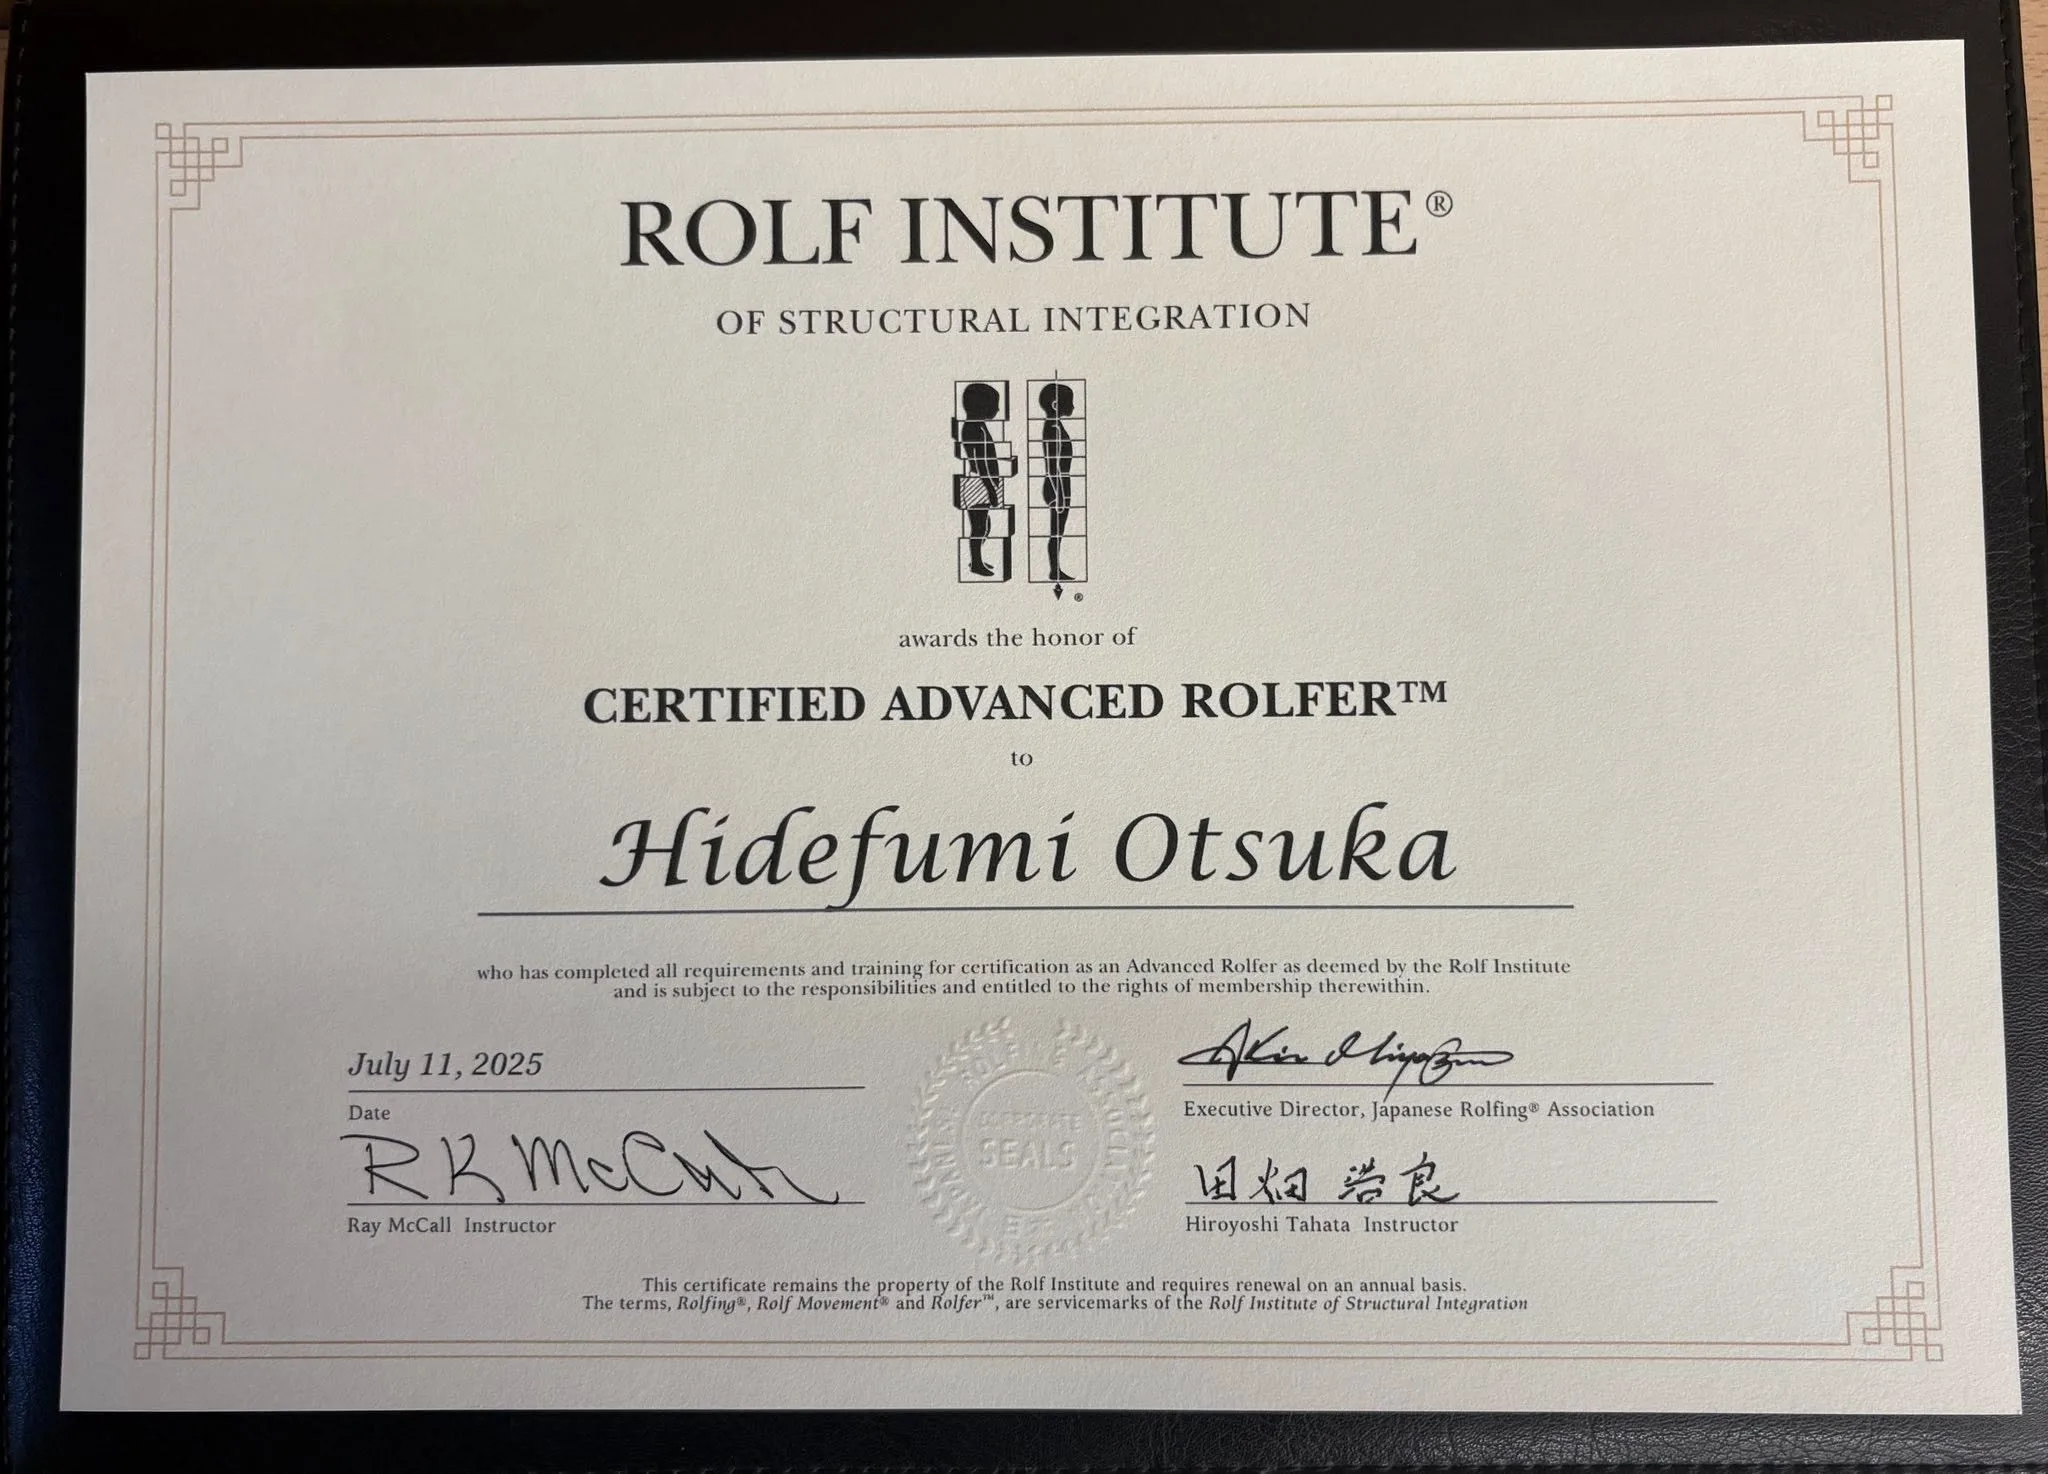 ROLF INSTITUTE®
OF STRUCTURAL INTEGRATION
®
awards the honor of
CERTIFIED ADVANCED ROLFER™
to
Hidefumi Otsuka
who has completed all requirements and training for certification as an Advanced Rolfer as deemed by the Rolf Institute
and is subject to the responsibilities and entitled to the rights of membership therewithin.
July 11, 2025
Date
Executive Director, Japanese Rolfing® Association
R K McCall
Ray McCall Instructor
田畑 浩良
Hiroyoshi Tahata Instructor
SEALS
This certificate remains the property of the Rolf Institute and requires renewal on an annual basis.
The terms, Rolfing®, Rolf Movement® and Rolfer™, are servicemarks of the Rolf Institute of Structural Integration